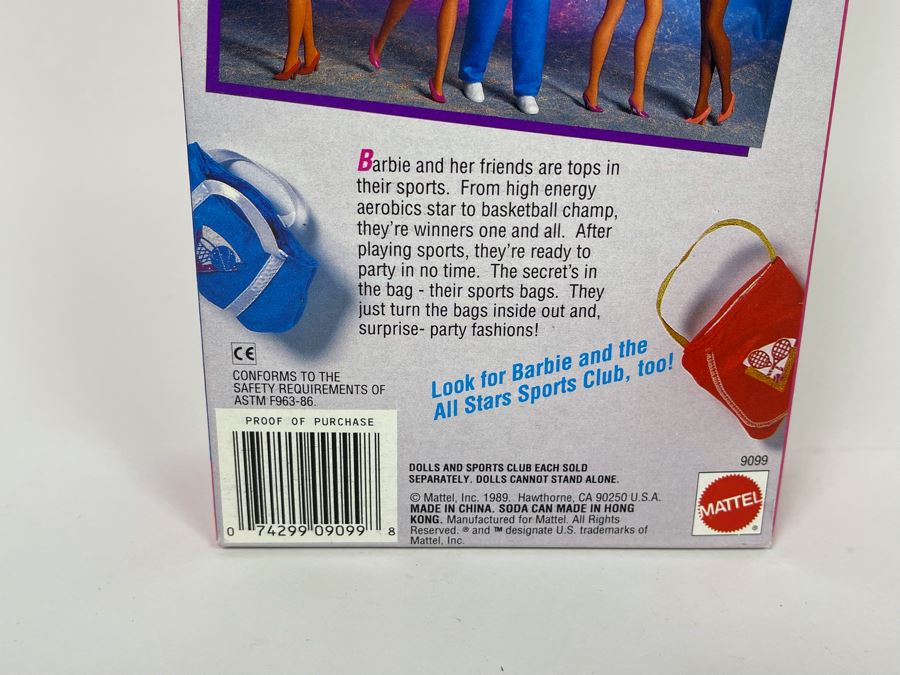 Barbie and her friends are tops in
their sports. From high energy
aerobics star to basketball champ,
they're winners one and all. After
playing sports, they're ready to
party in no time. The secret's in
the bag - their sports bags. They
just turn the bags inside out and,
surprise- party fashions!
Look for Barbie and the
All Stars Sports Club, too!
CE
CONFORMS TO THE
SAFETY REQUIREMENTS OF
ASTM F963-86.
PROOF OF PURCHASE
0 74299 09099 8
DOLLS AND SPORTS CLUB EACH SOLD
SEPARATELY. DOLLS CANNOT STAND ALONE.
© Mattel, Inc. 1989. Hawthorne, CA 90250 U.S.A.
MADE IN CHINA. SODA CAN MADE IN HONG
KONG. Manufactured for Mattel. All Rights
Reserved. ® and ™ designate U.S. trademarks of
Mattel, Inc.
9099
MATTEL
®